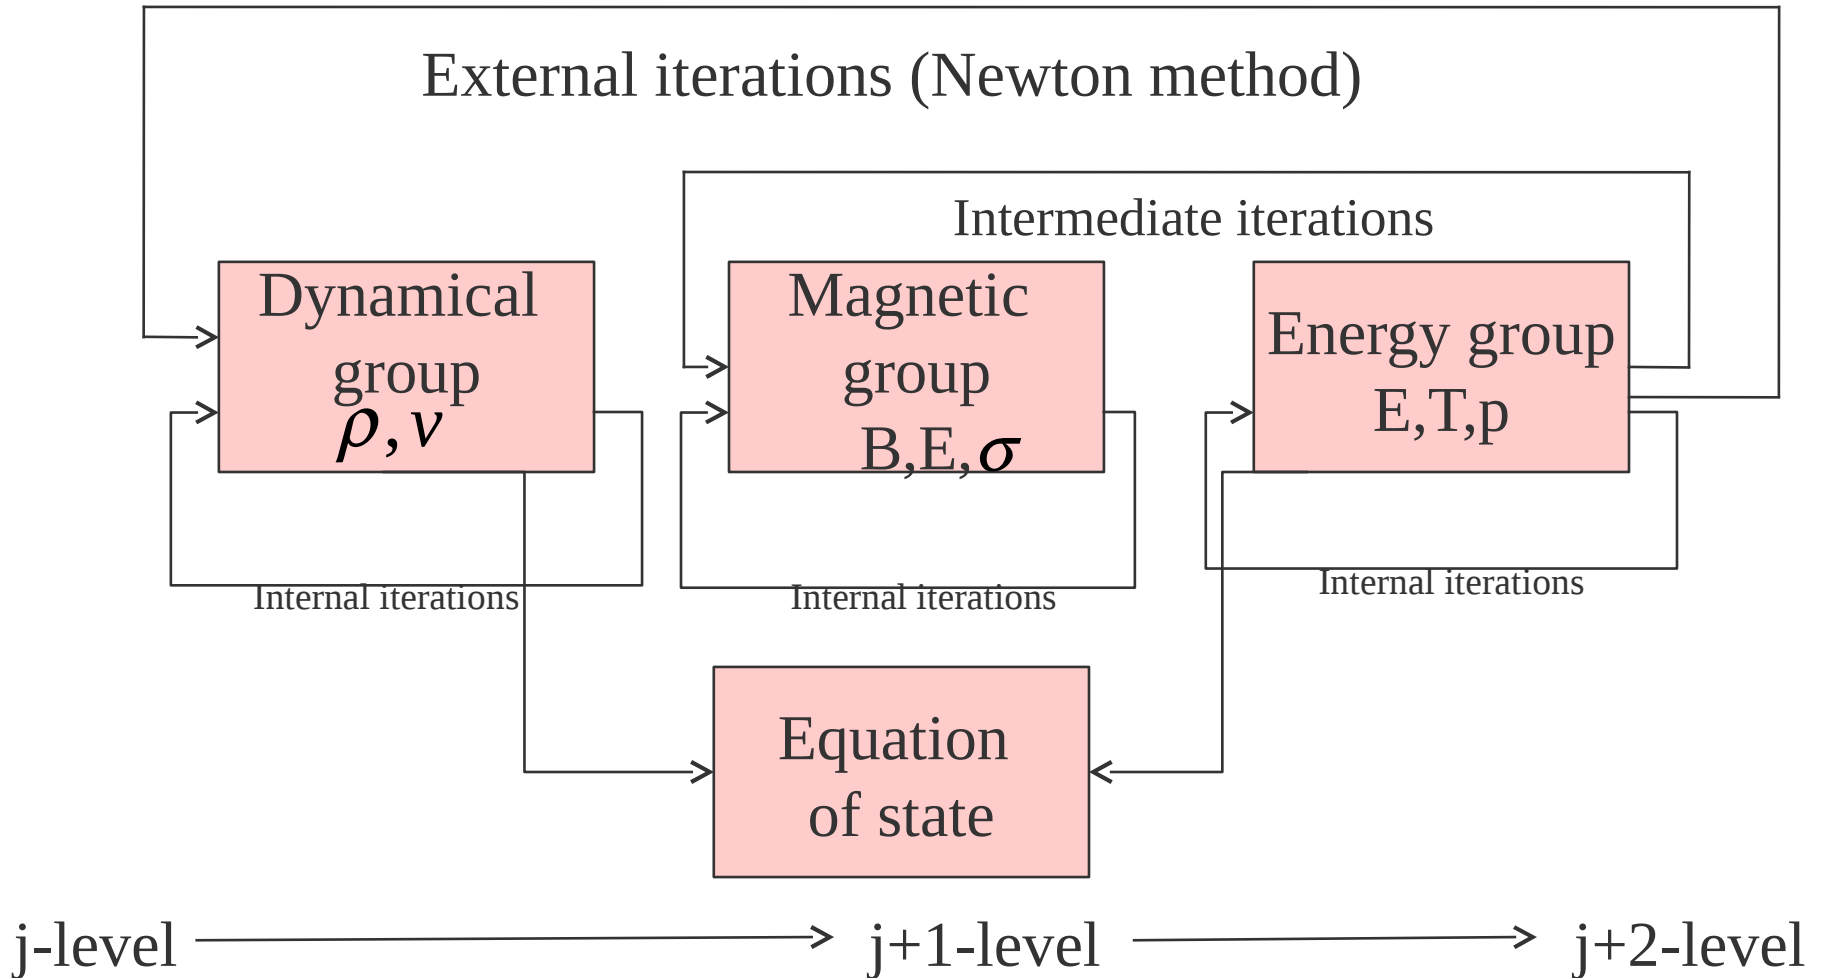 External iterations (Newton method)
Intermediate iterations
Dynamical
group
ρ,v
Magnetic
group
B,E,σ
Energy group
E,T,p
Internal iterations
Internal iterations
Internal iterations
Equation
of state
j-level
j+1-level
j+2-level